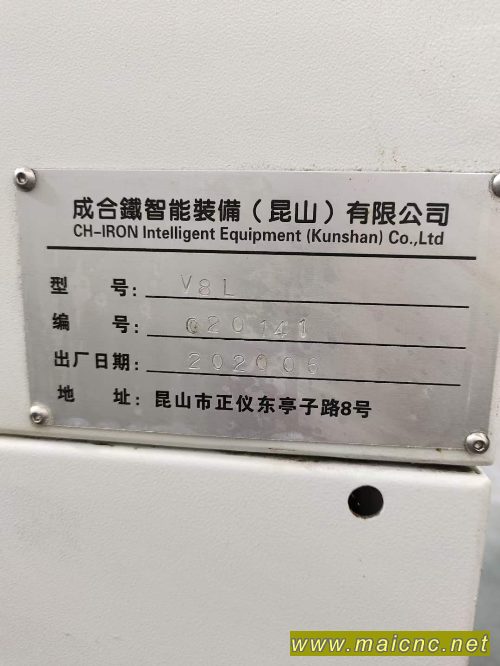 成合鐵智能裝備(昆山)有限公司
CH-IRON Intelligent Equipment (Kunshan) Co.,Ltd
型 号: V8L
编 号: 020141
出厂日期: 202006
地 址: 昆山市正仪东亭子路8号
www.maicnc.net